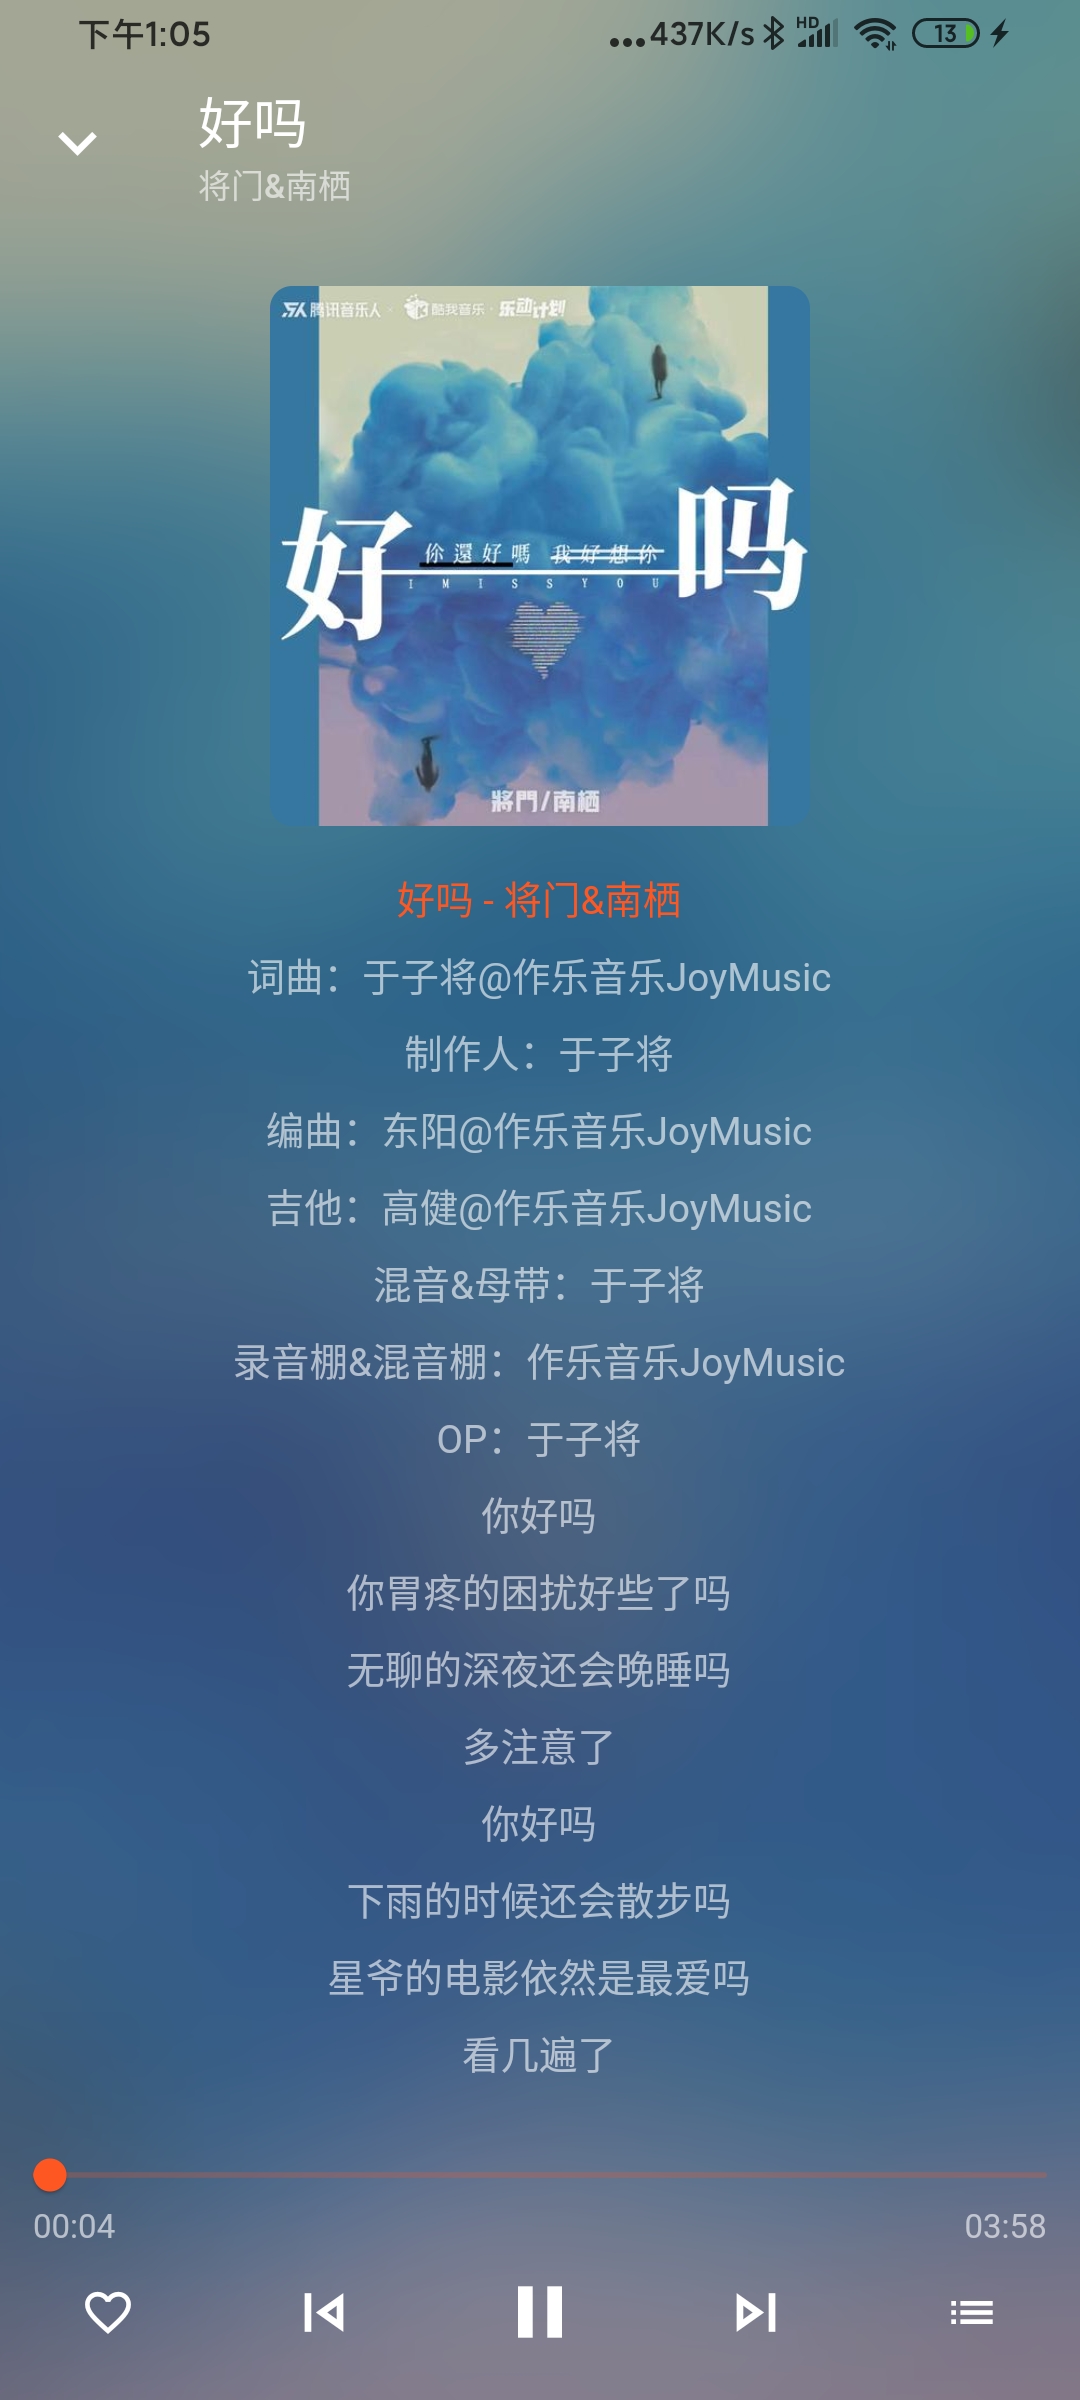 下午1:05
...437K/s HD 13
好吗
将门&南栖
腾讯音乐人 · 酷我音乐 · 乐动计划
好 吗
你還好嗎 我好想你
I MISS YOU
將門/南栖
好吗 - 将门&南栖
词曲：于子将@作乐音乐JoyMusic
制作人：于子将
编曲：东阳@作乐音乐JoyMusic
吉他：高健@作乐音乐JoyMusic
混音&母带：于子将
录音棚&混音棚：作乐音乐JoyMusic
OP：于子将
你好吗
你胃疼的困扰好些了吗
无聊的深夜还会晚睡吗
多注意了
你好吗
下雨的时候还会散步吗
星爷的电影依然是最爱吗
看几遍了
00:04 03:58